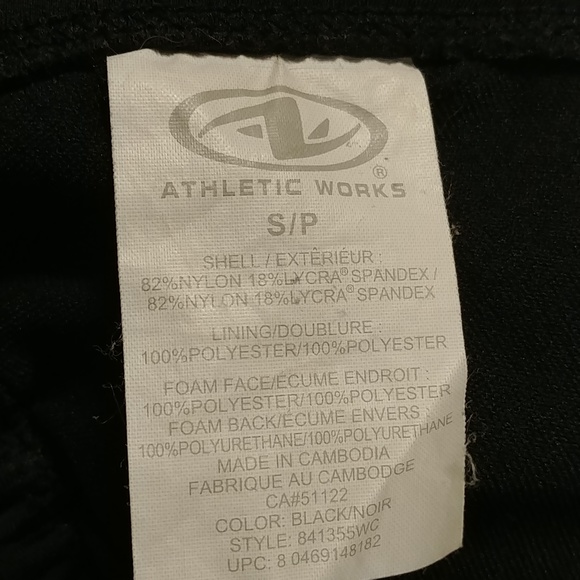 ®
ATHLETIC WORKS
S/P
SHELL/EXTÊRIÉUR :
82%NYLON 18%LYCRA® SPANDEX /
82%NYLON 18%LYCRA® SPANDEX
LINING/DOUBLURE :
100%POLYESTER/100%POLYESTER
FOAM FACE/ÉCUME ENDROIT :
100%POLYESTER/100%POLYESTER
FOAM BACK/ÉCUME ENVERS :
100%POLYURETHANE/100%POLYURETHANE
MADE IN CAMBODIA
FABRIQUE AU CAMBODGE
CA#51122
COLOR: BLACK/NOIR
STYLE: 841355WC
UPC: 8 0469148182